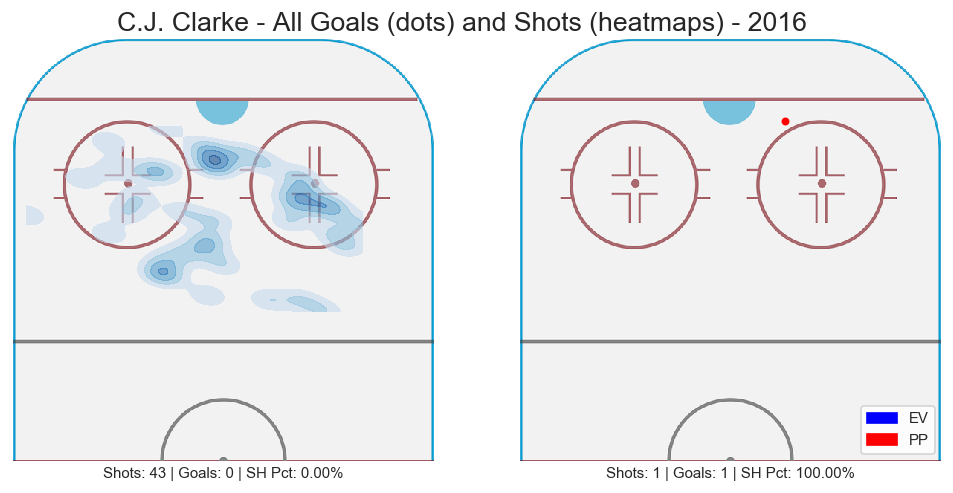 C.J. Clarke - All Goals (dots) and Shots (heatmaps) - 2016
EV
PP
Shots: 43 | Goals: 0 | SH Pct: 0.00%
Shots: 1 | Goals: 1 | SH Pct: 100.00%